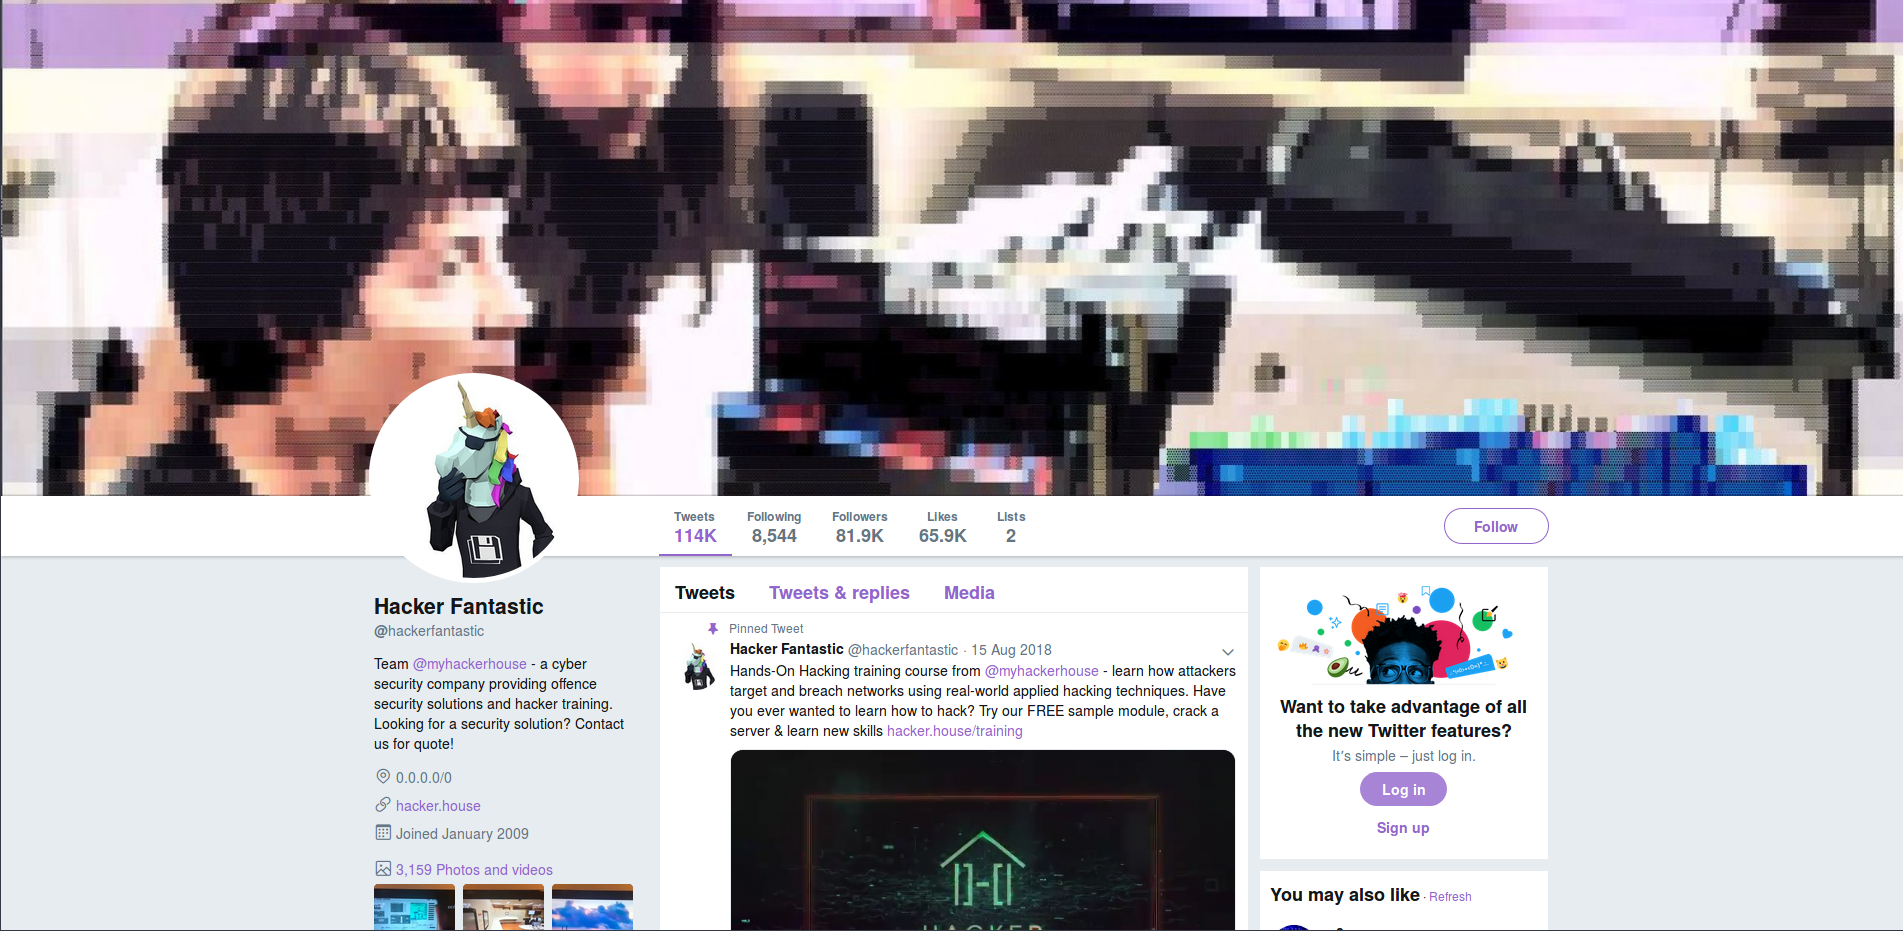 Tweets
114K
Following
8,544
Followers
81.9K
Likes
65.9K
Lists
2
Follow
Hacker Fantastic
@hackerfantastic
Team @myhackerhouse - a cyber
security company providing offence
security solutions and hacker training.
Looking for a security solution? Contact
us for quote!
0.0.0.0/0
hacker.house
Joined January 2009
3,159 Photos and videos
Tweets Tweets & replies Media
Pinned Tweet
Hacker Fantastic @hackerfantastic · 15 Aug 2018
Hands-On Hacking training course from @myhackerhouse - learn how attackers
target and breach networks using real-world applied hacking techniques. Have
you ever wanted to learn how to hack? Try our FREE sample module, crack a
server & learn new skills hacker.house/training
HACKER
Want to take advantage of all
the new Twitter features?
It's simple – just log in.
Log in
Sign up
You may also like · Refresh